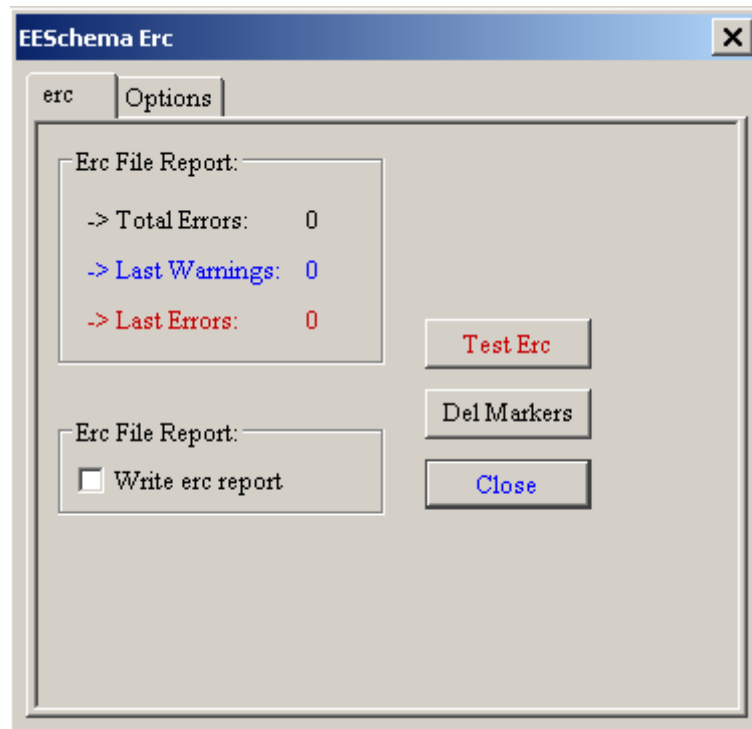 EESchema Erc
erc Options
Erc File Report:
-> Total Errors: 0
-> Last Warnings: 0
-> Last Errors: 0
Test Erc
Del Markers
Erc File Report:
Write erc report
Close